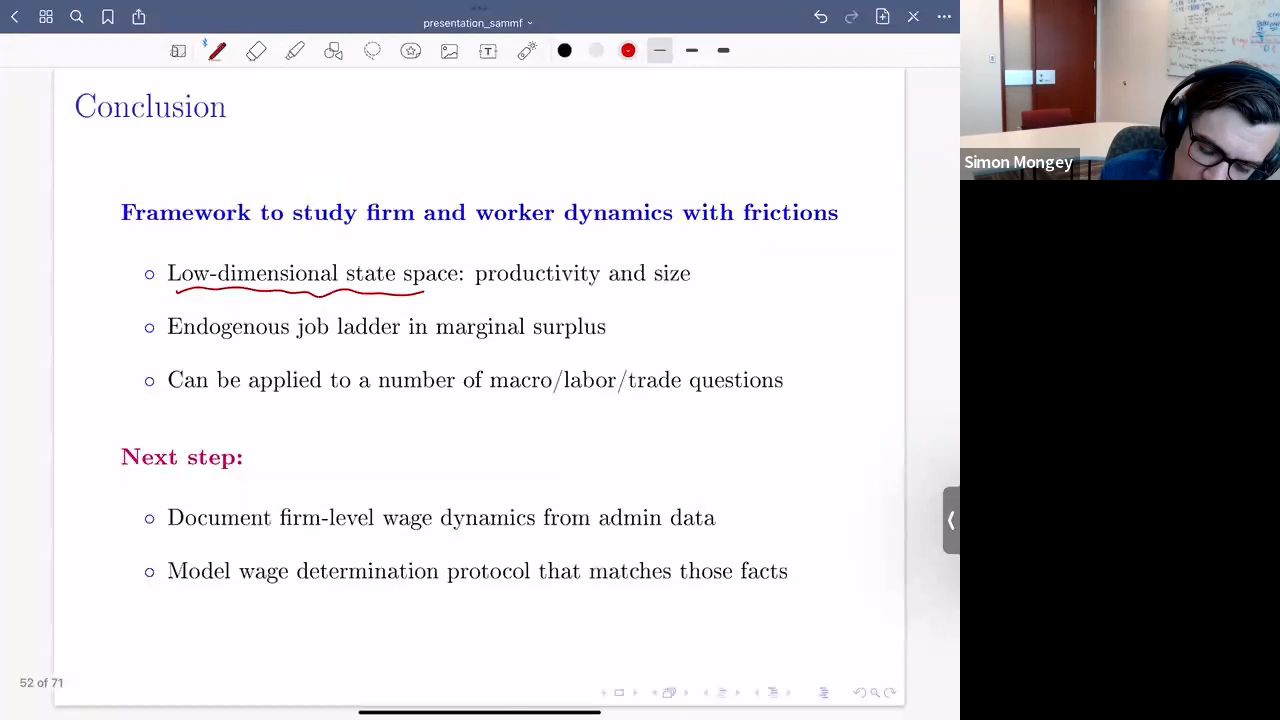 presentation_sammf
Conclusion
Framework to study firm and worker dynamics with frictions
Low-dimensional state space: productivity and size
Endogenous job ladder in marginal surplus
Can be applied to a number of macro/labor/trade questions
Next step:
Document firm-level wage dynamics from admin data
Model wage determination protocol that matches those facts
52 of 71
Simon Mongey